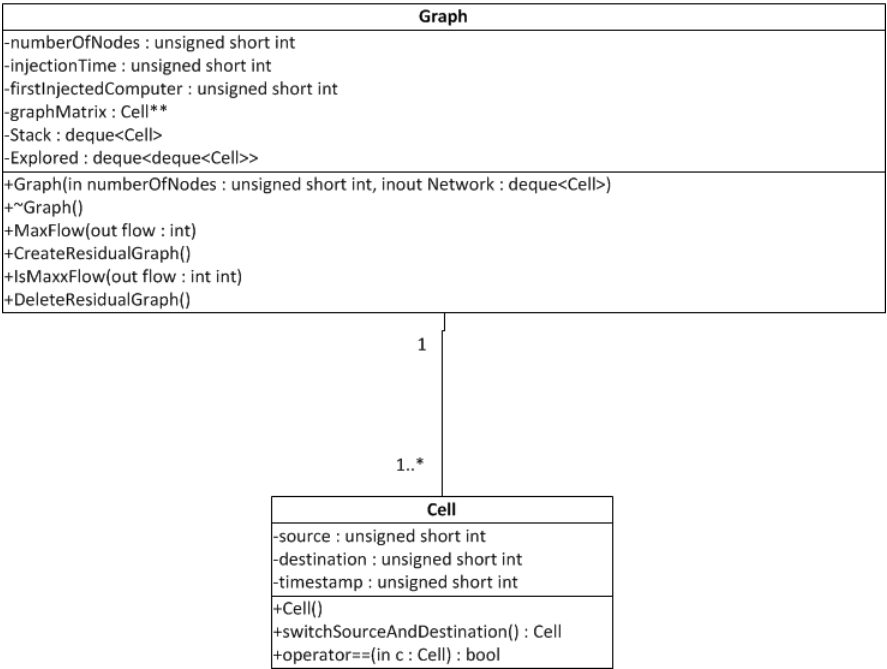 Graph
-numberOfNodes : unsigned short int
-injectionTime : unsigned short int
-firstInjectedComputer : unsigned short int
-graphMatrix : Cell**
-Stack : deque<Cell>
-Explored : deque<deque<Cell>>
+Graph(in numberOfNodes : unsigned short int, inout Network : deque<Cell>)
+~Graph()
+MaxFlow(out flow : int)
+CreateResidualGraph()
+IsMaxxFlow(out flow : int int)
+DeleteResidualGraph()
1
1..*
Cell
-source : unsigned short int
-destination : unsigned short int
-timestamp : unsigned short int
+Cell()
+switchSourceAndDestination() : Cell
+operator==(in c : Cell) : bool